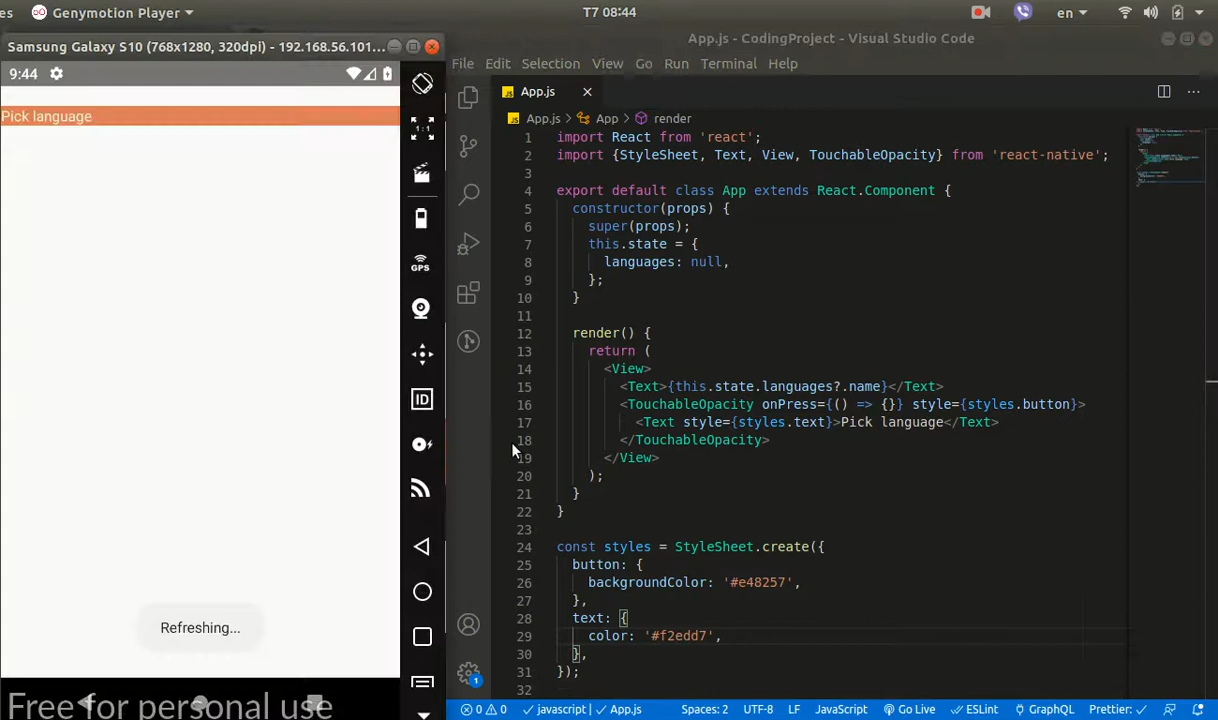 es Genymotion Player
T7 08:44
en
Samsung Galaxy S10 (768x1280, 320dpi) - 192.168.56.101...
App.js - CodingProject - Visual Studio Code
File Edit Selection View Go Run Terminal Help
9:44
App.js
App.js > App > render
Pick language
1:1
GPS
ID
Refreshing...
Free for personal use
1 import React from 'react';
2 import {StyleSheet, Text, View, TouchableOpacity} from 'react-native';
3
4 export default class App extends React.Component {
5 constructor(props) {
6 super(props);
7 this.state = {
8 languages: null,
9 };
10 }
11
12 render() {
13 return (
14 <View>
15 <Text>{this.state.languages?.name}</Text>
16 <TouchableOpacity onPress={() => {}} style={styles.button}>
17 <Text style={styles.text}>Pick language</Text>
18 </TouchableOpacity>
19 </View>
20 );
21 }
22 }
23
24 const styles = StyleSheet.create({
25 button: {
26 backgroundColor: '#e48257',
27 },
28 text: {
29 color: '#f2edd7',
30 },
31 });
32
1
0 0 javascript | App.js Spaces: 2 UTF-8 LF JavaScript Go Live ESLint GraphQL Prettier: